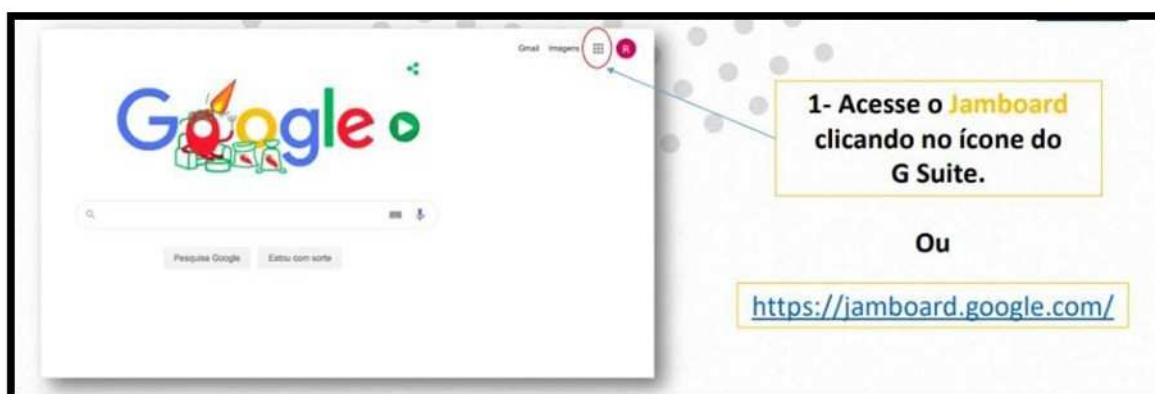 Gmail Imagens R
Google
Pesquisa Google Estou com sorte
1- Acesse o Jamboard
clicando no ícone do
G Suite.
Ou
https://jamboard.google.com/